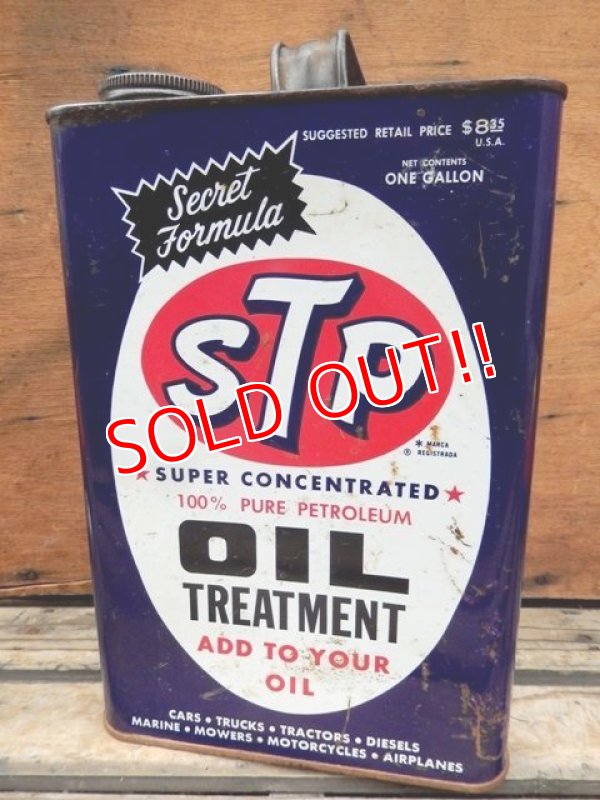 SUGGESTED RETAIL PRICE $8.35
U.S.A.
NET CONTENTS
ONE GALLON
Secret
Formula
STP
SOLD OUT!!
* MARCA
® REGISTRADA
★SUPER CONCENTRATED★
100% PURE PETROLEUM
OIL
TREATMENT
ADD TO YOUR
OIL
CARS • TRUCKS • TRACTORS • DIESELS
MARINE • MOWERS • MOTORCYCLES • AIRPLANES